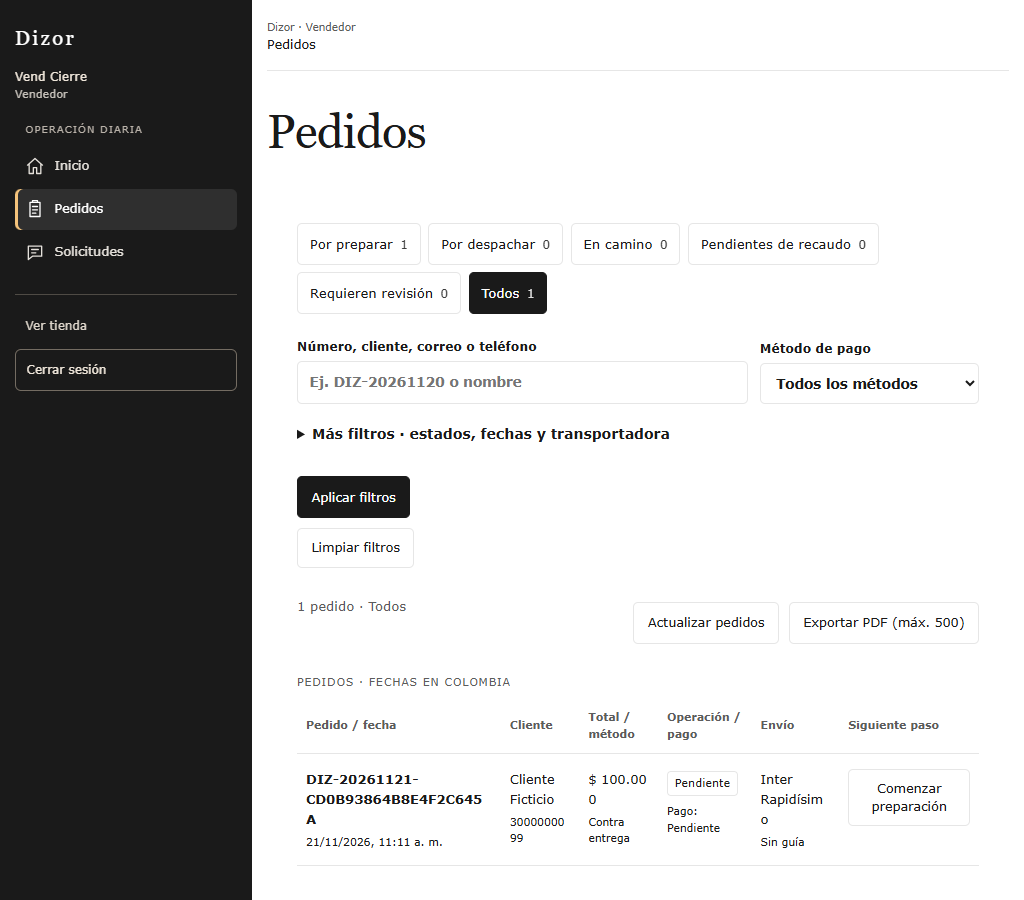 Dizor
Vend Cierre
Vendedor
OPERACIÓN DIARIA
Inicio
Pedidos
Solicitudes
Ver tienda
Cerrar sesión
Dizor · Vendedor
Pedidos
Pedidos
Por preparar 1
Por despachar 0
En camino 0
Pendientes de recaudo 0
Requieren revisión 0
Todos 1
Número, cliente, correo o teléfono
Ej. DIZ-20261120 o nombre
Método de pago
Todos los métodos
Más filtros · estados, fechas y transportadora
Aplicar filtros
Limpiar filtros
1 pedido · Todos
Actualizar pedidos
Exportar PDF (máx. 500)
PEDIDOS · FECHAS EN COLOMBIA
Pedido / fecha
Cliente
Total /
método
Operación /
pago
Envío
Siguiente paso
DIZ-20261121-
CD0B93864B8E4F2C645
A
21/11/2026, 11:11 a. m.
Cliente
Ficticio
30000000
99
$ 100.00
0
Contra
entrega
Pendiente
Pago:
Pendiente
Inter
Rapidísim
o
Sin guía
Comenzar
preparación